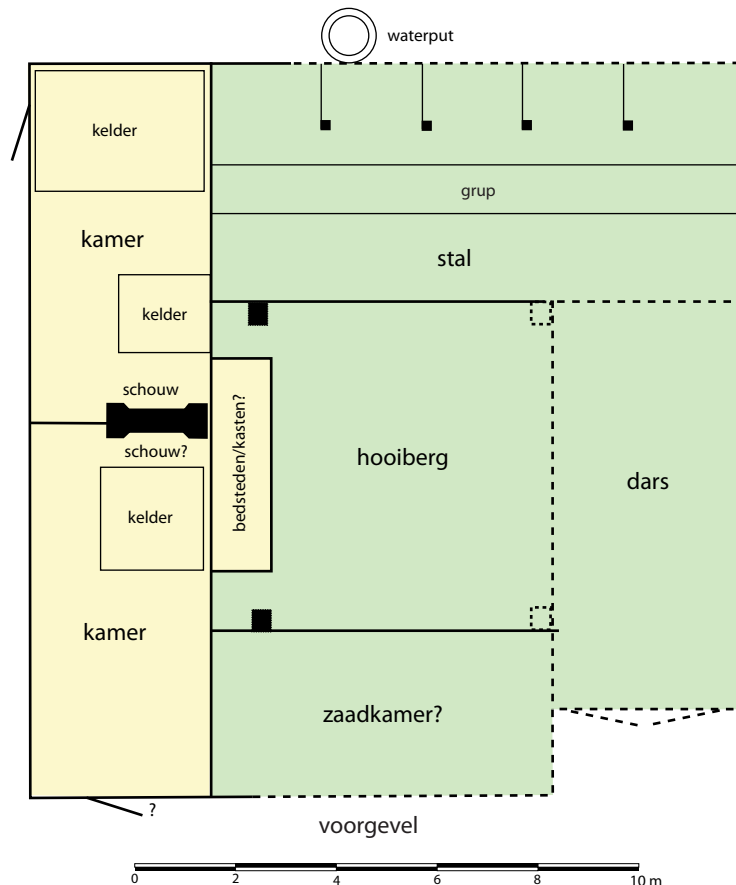 waterput
kelder
grup
kamer
stal
kelder
schouw
bedsteden/kasten?
hooiberg
schouw?
dars
kelder
kamer
zaadkamer?
?
voorgevel
0 2 4 6 8 10 m